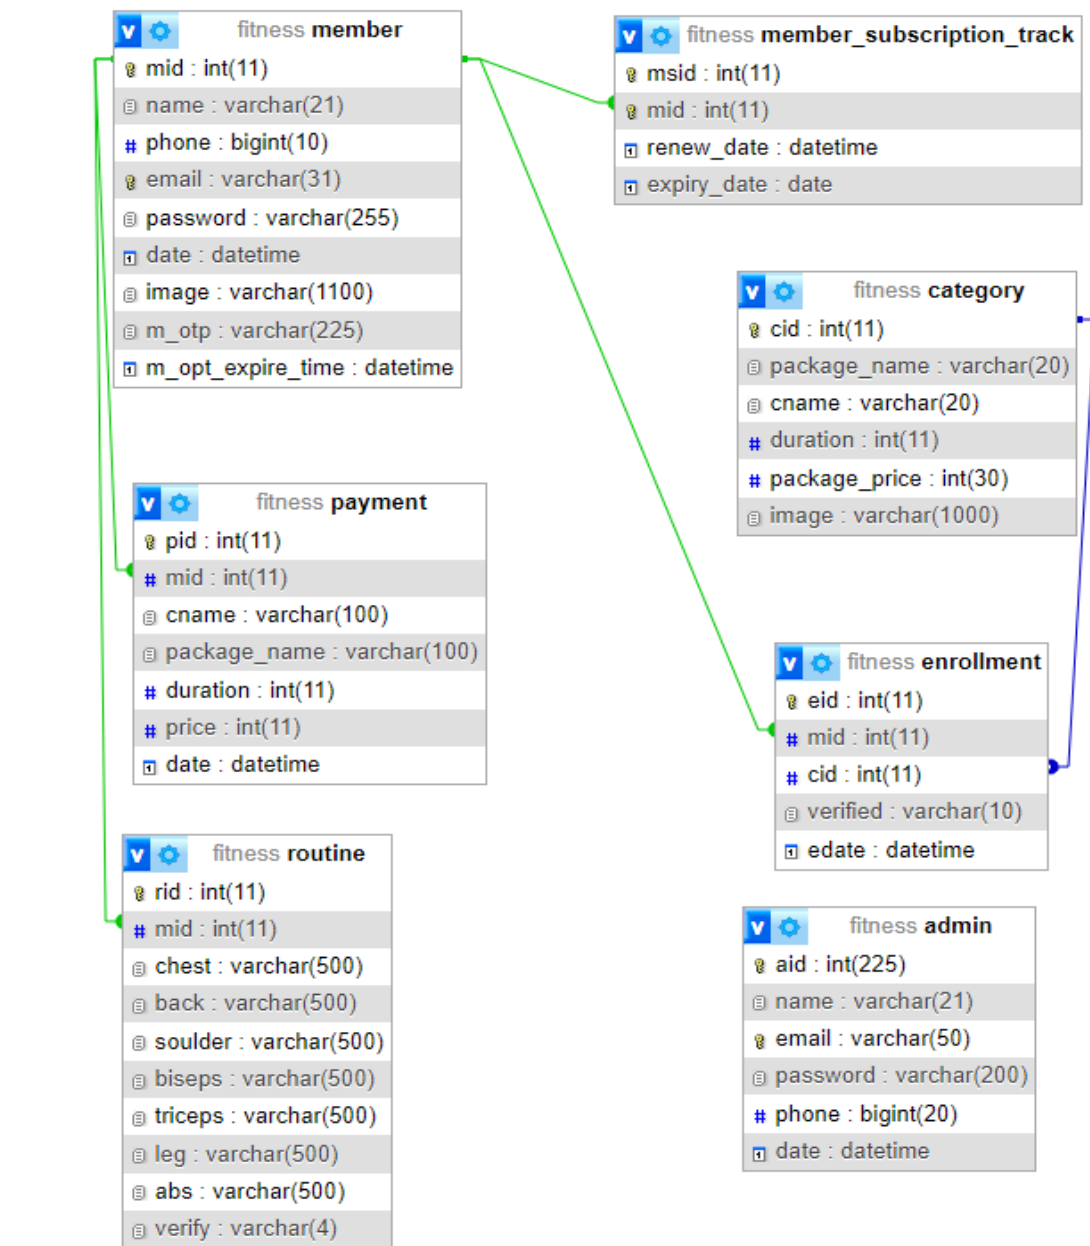 v fitness member
mid : int(11)
name : varchar(21)
# phone : bigint(10)
email : varchar(31)
password : varchar(255)
date : datetime
image : varchar(1100)
m_otp : varchar(225)
m_opt_expire_time : datetime
v fitness member_subscription_track
msid : int(11)
mid : int(11)
renew_date : datetime
expiry_date : date
v fitness category
cid : int(11)
package_name : varchar(20)
cname : varchar(20)
# duration : int(11)
# package_price : int(30)
image : varchar(1000)
v fitness payment
pid : int(11)
# mid : int(11)
cname : varchar(100)
package_name : varchar(100)
# duration : int(11)
# price : int(11)
date : datetime
v fitness enrollment
eid : int(11)
# mid : int(11)
# cid : int(11)
verified : varchar(10)
edate : datetime
v fitness routine
rid : int(11)
# mid : int(11)
chest : varchar(500)
back : varchar(500)
soulder : varchar(500)
biseps : varchar(500)
triceps : varchar(500)
leg : varchar(500)
abs : varchar(500)
verify : varchar(4)
v fitness admin
aid : int(225)
name : varchar(21)
email : varchar(50)
password : varchar(200)
# phone : bigint(20)
date : datetime